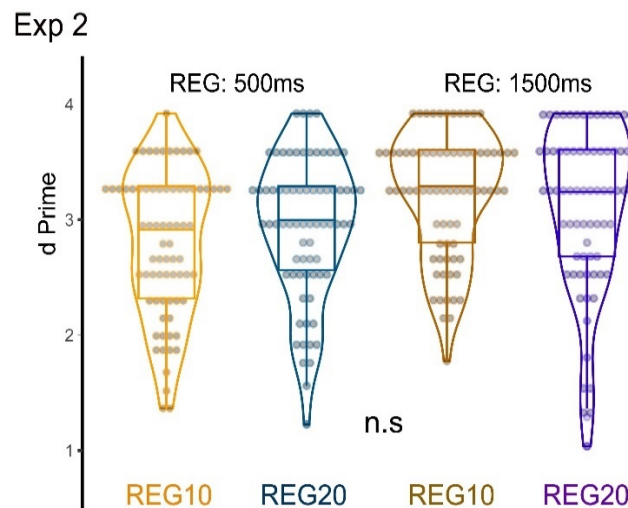 Exp 2
REG: 500ms REG: 1500ms
4
3
2
1
d Prime
n.s
REG10 REG20 REG10 REG20